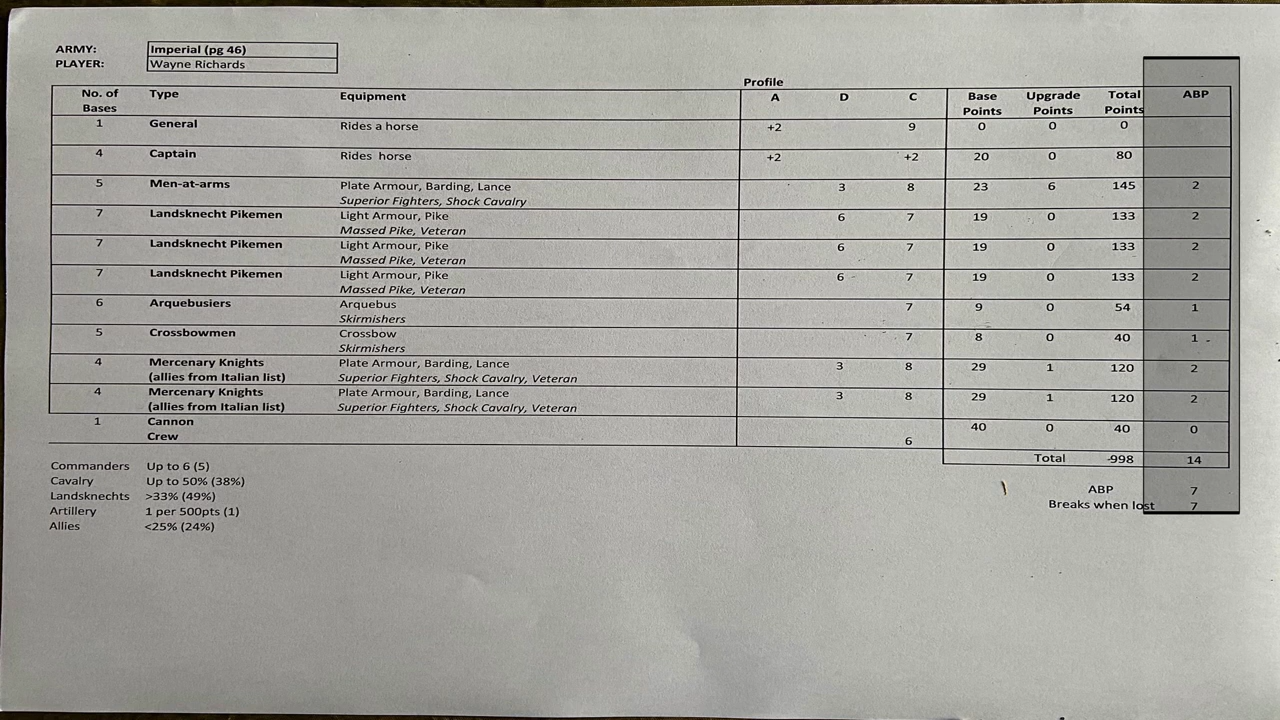 ARMY: Imperial (pg 46)
PLAYER: Wayne Richards
Profile
No. of Bases Type Equipment A D C Base Points Upgrade Points Total Points ABP
1 General Rides a horse +2 9 0 0 0
4 Captain Rides horse +2 +2 20 0 80
5 Men-at-arms Plate Armour, Barding, Lance 3 8 23 6 145 2
Superior Fighters, Shock Cavalry
7 Landsknecht Pikemen Light Armour, Pike 6 7 19 0 133 2
Massed Pike, Veteran
7 Landsknecht Pikemen Light Armour, Pike 6 7 19 0 133 2
Massed Pike, Veteran
7 Landsknecht Pikemen Light Armour, Pike 6 7 19 0 133 2
Massed Pike, Veteran
6 Arquebusiers Arquebus 7 9 0 54 1
Skirmishers
5 Crossbowmen Crossbow 7 8 0 40 1
Skirmishers
4 Mercenary Knights Plate Armour, Barding, Lance 3 8 29 1 120 2
(allies from Italian list) Superior Fighters, Shock Cavalry, Veteran
4 Mercenary Knights Plate Armour, Barding, Lance 3 8 29 1 120 2
(allies from Italian list) Superior Fighters, Shock Cavalry, Veteran
1 Cannon 40 0 40 0
Crew 6
Total 998 14
Commanders Up to 6 (5)
Cavalry Up to 50% (38%)
Landsknechts >33% (49%)
Artillery 1 per 500pts (1)
Allies <25% (24%)
ABP 7
Breaks when lost 7